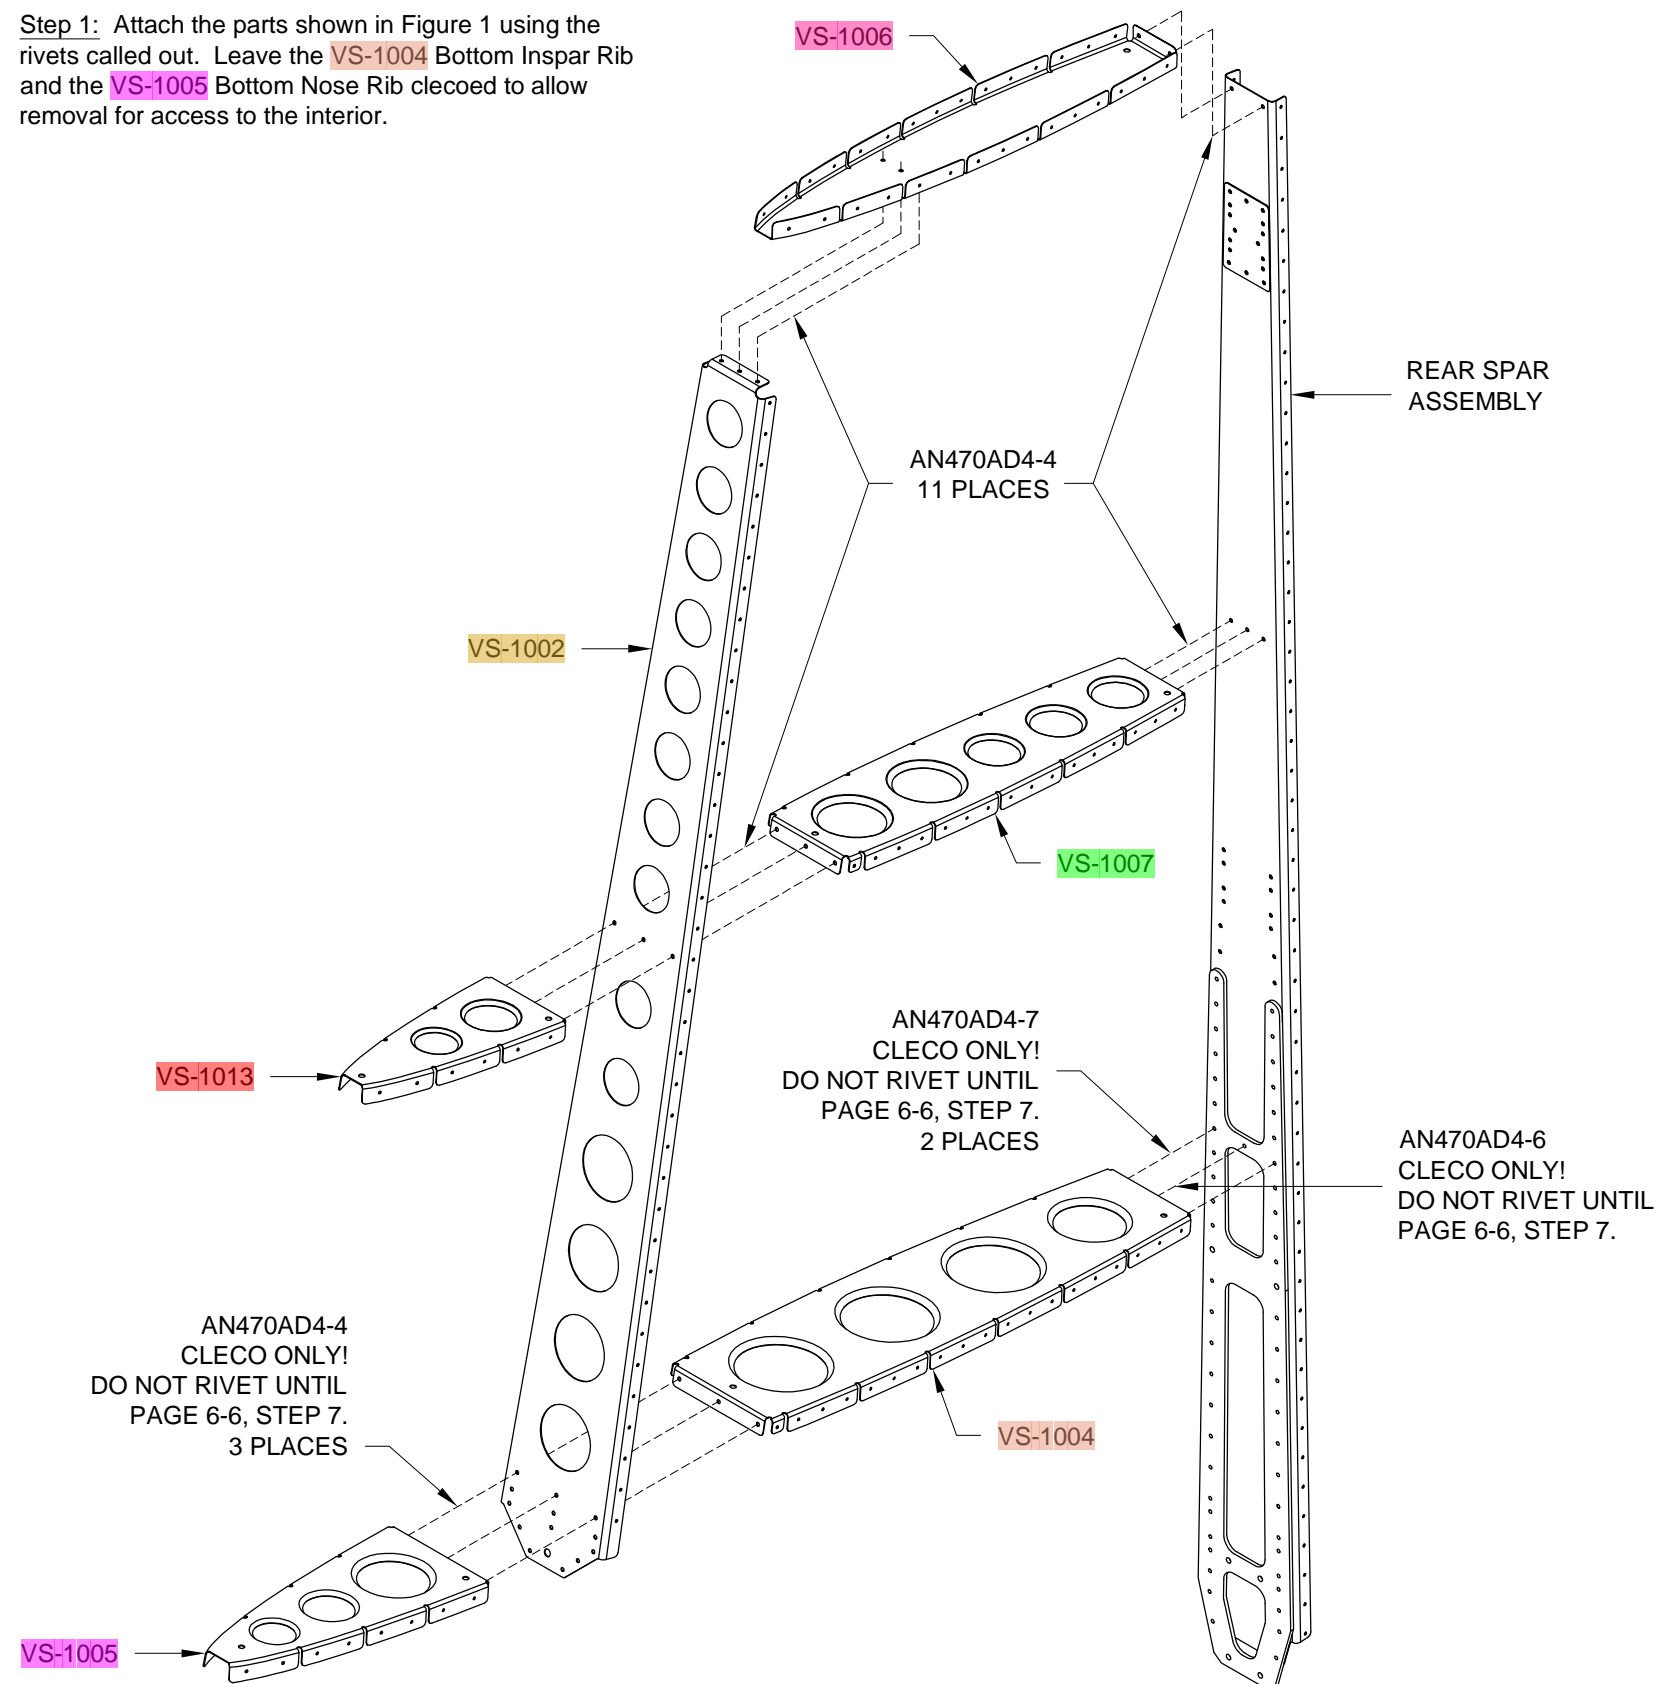 Step 1: Attach the parts shown in Figure 1 using the
rivets called out. Leave the VS-1004 Bottom Inspar Rib
and the VS-1005 Bottom Nose Rib clecoed to allow
removal for access to the interior.
VS-1006
REAR SPAR
ASSEMBLY
AN470AD4-4
11 PLACES
VS-1002
VS-1007
VS-1013
AN470AD4-7
CLECO ONLY!
DO NOT RIVET UNTIL
PAGE 6-6, STEP 7.
2 PLACES
AN470AD4-6
CLECO ONLY!
DO NOT RIVET UNTIL
PAGE 6-6, STEP 7.
AN470AD4-4
CLECO ONLY!
DO NOT RIVET UNTIL
PAGE 6-6, STEP 7.
3 PLACES
VS-1004
VS-1005